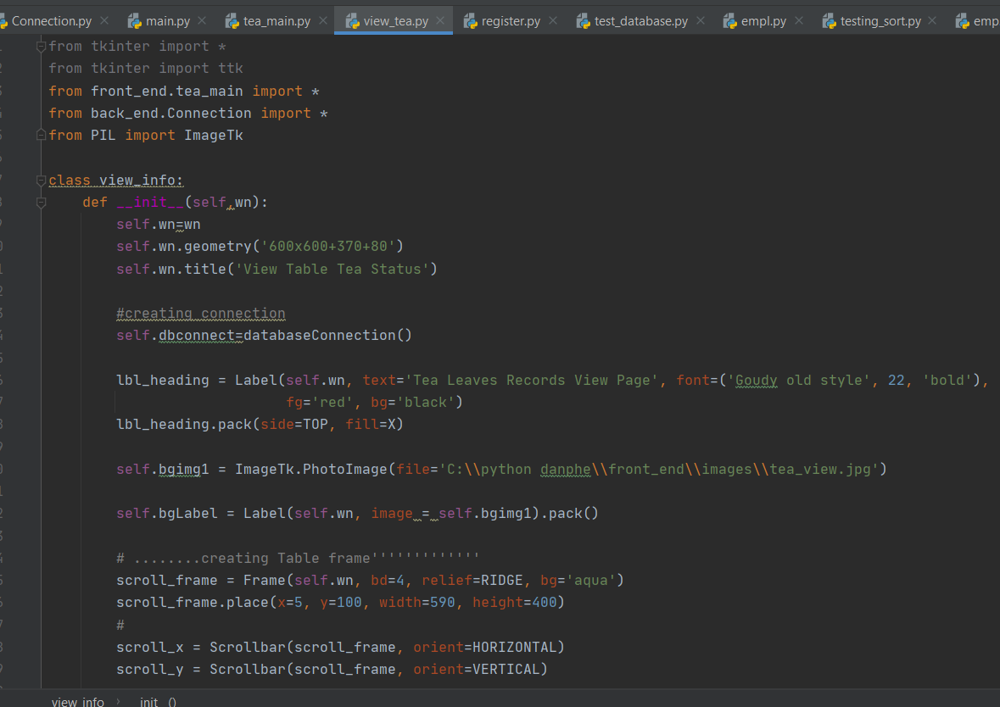 Connection.py main.py tea_main.py view_tea.py register.py test_database.py empl.py testing_sort.py emp
from tkinter import *
from tkinter import ttk
from front_end.tea_main import *
from back_end.Connection import *
from PIL import ImageTk
class view_info:
def __init__(self,wn):
self.wn=wn
self.wn.geometry('600x600+370+80')
self.wn.title('View Table Tea Status')
#creating connection
self.dbconnect=databaseConnection()
lbl_heading = Label(self.wn, text='Tea Leaves Records View Page', font=('Goudy old style', 22, 'bold'),
fg='red', bg='black')
lbl_heading.pack(side=TOP, fill=X)
self.bgimg1 = ImageTk.PhotoImage(file='C:\\python danphe\\front_end\\images\\tea_view.jpg')
self.bgLabel = Label(self.wn, image = self.bgimg1).pack()
# ........creating Table frame'''''''''''''
scroll_frame = Frame(self.wn, bd=4, relief=RIDGE, bg='aqua')
scroll_frame.place(x=5, y=100, width=590, height=400)
#
scroll_x = Scrollbar(scroll_frame, orient=HORIZONTAL)
scroll_y = Scrollbar(scroll_frame, orient=VERTICAL)
view_info › __init__()